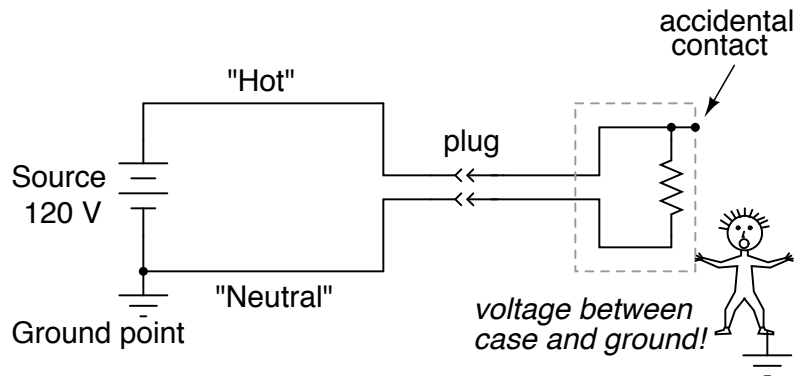 accidental
contact
"Hot"
plug
Source
120 V
"Neutral"
Ground point
voltage between
case and ground!